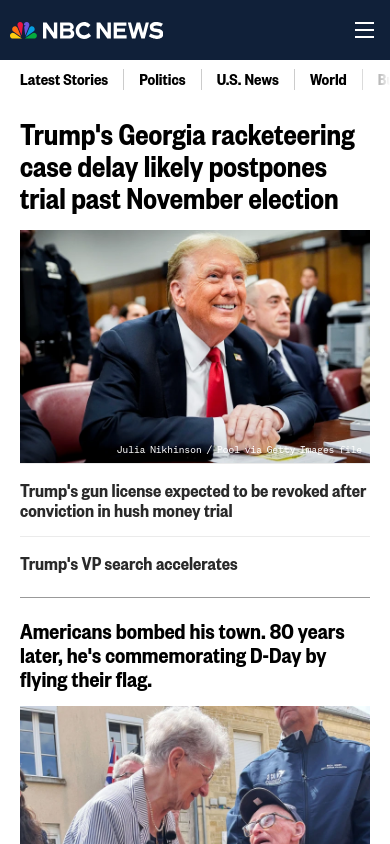 NBC NEWS
Latest Stories
Politics
U.S. News
World
Trump's Georgia racketeering
case delay likely postpones
trial past November election
Julia Nikhinson / Pool via Getty Images file
Trump's gun license expected to be revoked after
conviction in hush money trial
Trump's VP search accelerates
Americans bombed his town. 80 years
later, he's commemorating D-Day by
flying their flag.